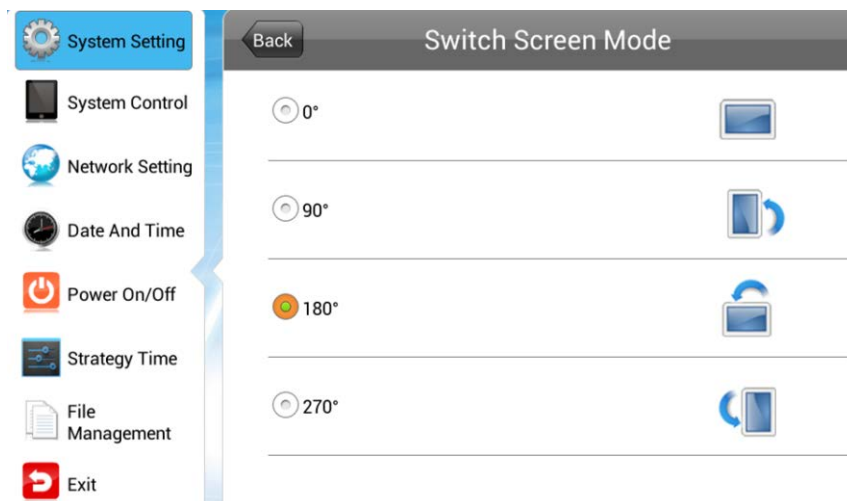 System Setting
System Control
Network Setting
Date And Time
Power On/Off
Strategy Time
File
Management
Exit
Back
Switch Screen Mode
0°
90°
180°
270°